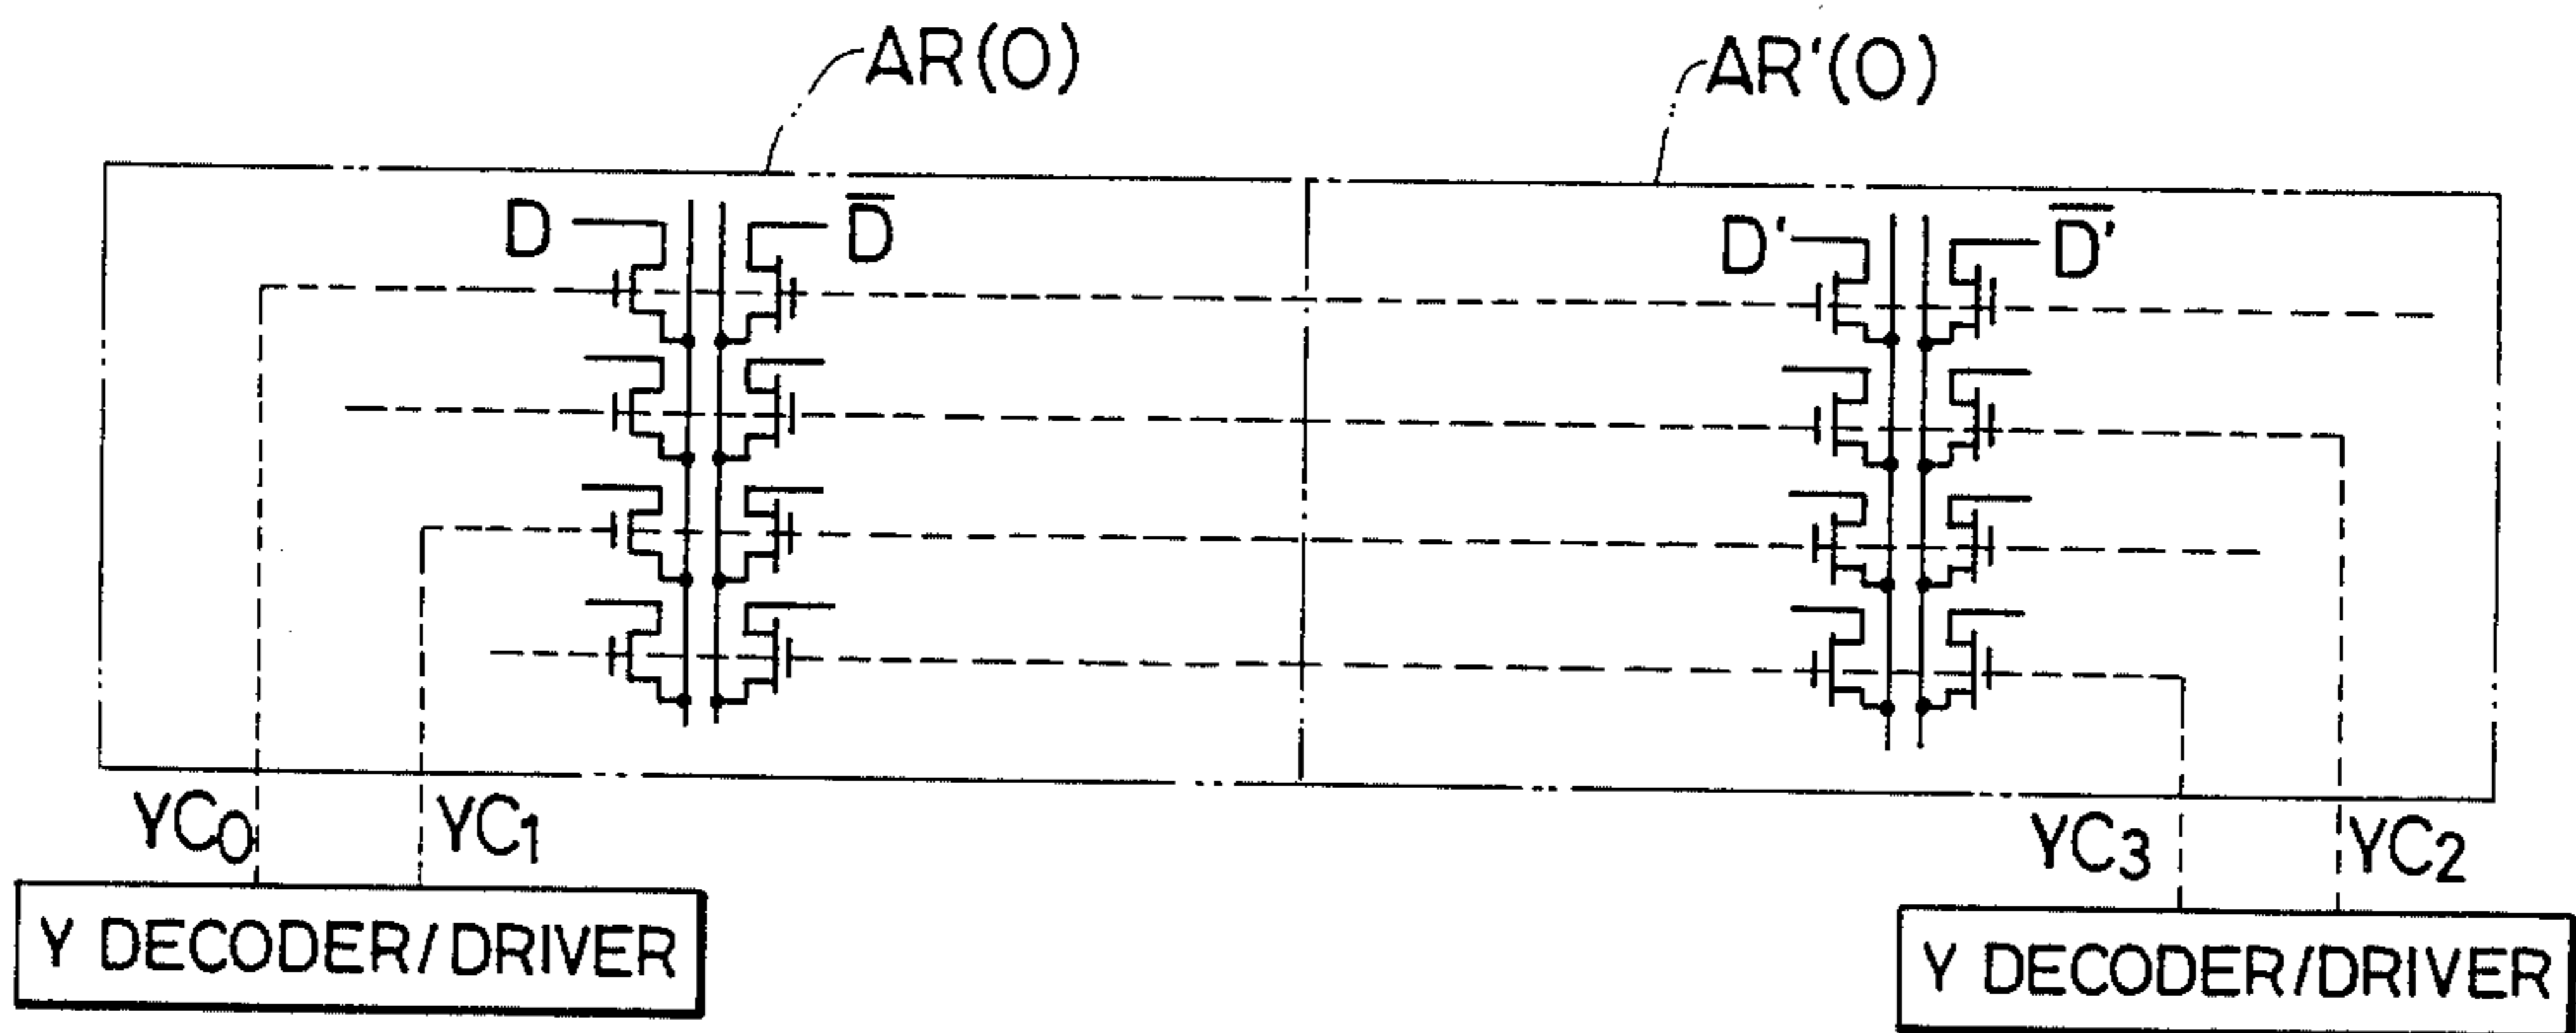 AR(0) AR'(0)
D D̅ D' D̅'̅
YC₀ YC₁ YC₃ YC₂
Y DECODER/DRIVER Y DECODER/DRIVER